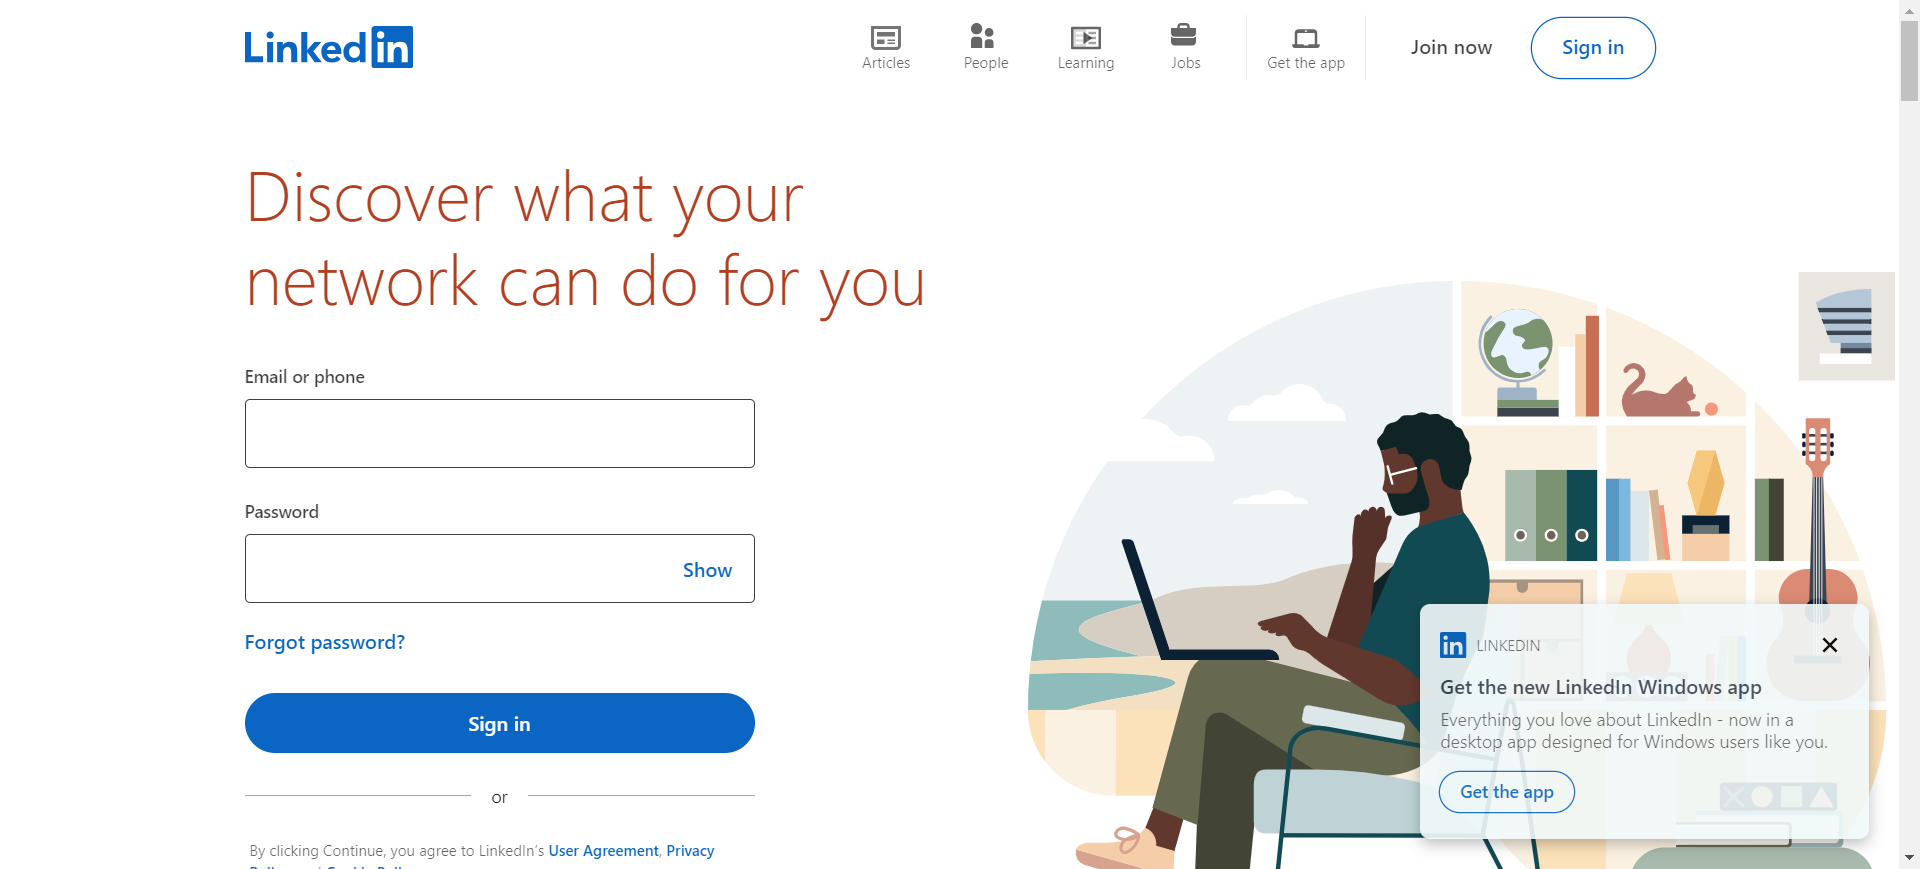 Linked in
Articles
People
Learning
Jobs
Get the app
Join now
Sign in
Discover what your
network can do for you
Email or phone
Password
Show
Forgot password?
Sign in
or
By clicking Continue, you agree to LinkedIn's User Agreement, Privacy
in LINKEDIN
Get the new LinkedIn Windows app
Everything you love about LinkedIn - now in a
desktop app designed for Windows users like you.
Get the app